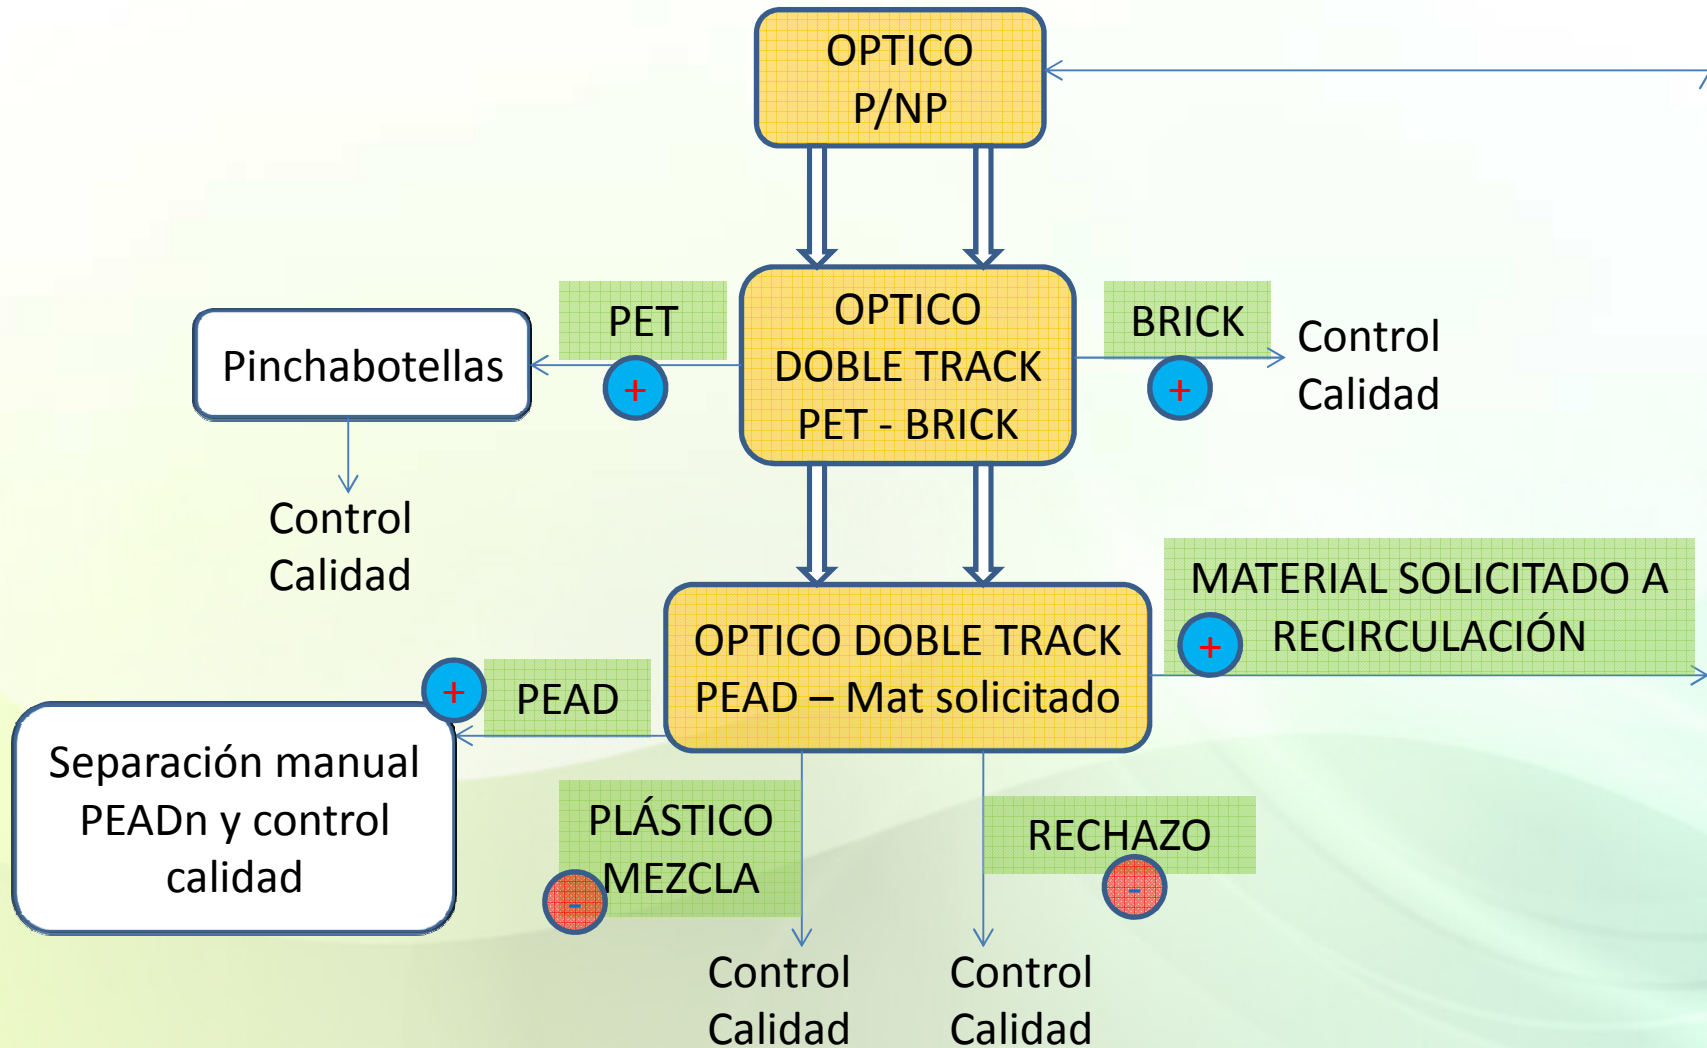 OPTICO
P/NP
PET
OPTICO
DOBLE TRACK
PET - BRICK
BRICK
+
+
Pinchabotellas
Control
Calidad
Control
Calidad
OPTICO DOBLE TRACK
PEAD – Mat solicitado
MATERIAL SOLICITADO A
RECIRCULACIÓN
+
+
PEAD
Separación manual
PEADn y control
calidad
PLÁSTICO
MEZCLA
-
RECHAZO
-
Control
Calidad
Control
Calidad